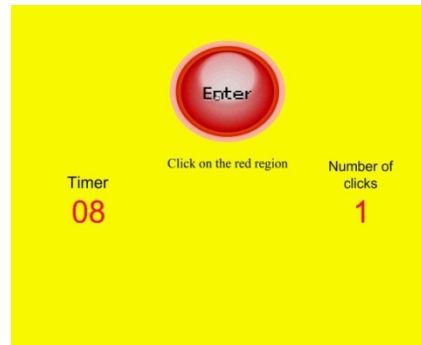 Enter
Click on the red region
Timer
08
Number of
clicks
1